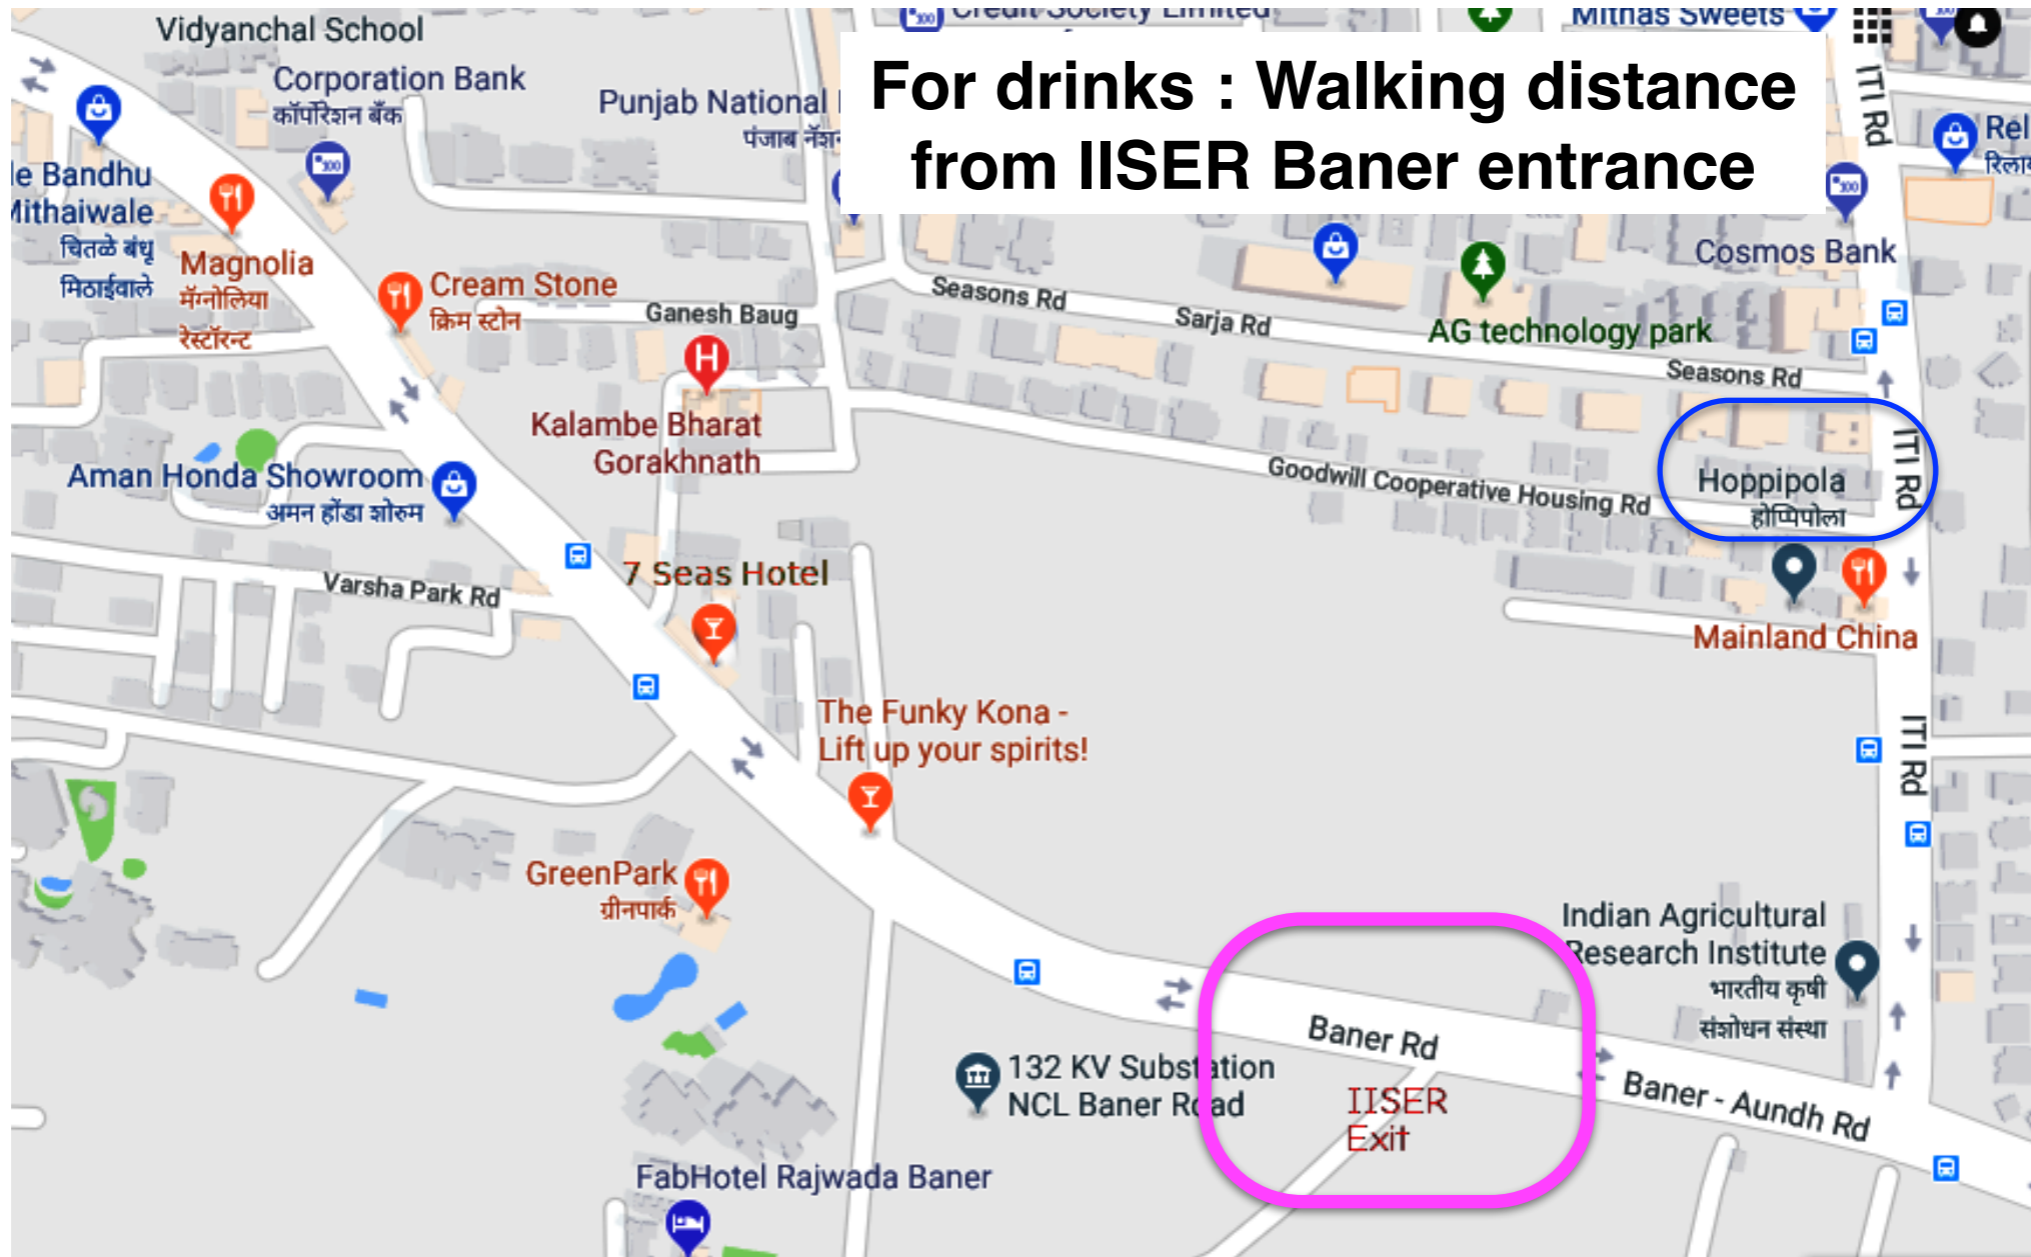 Vidyanchal School
Credit Society Limited
Mithas Sweets
For drinks : Walking distance
from IISER Baner entrance
Corporation Bank
कॉर्पोरेशन बँक
Punjab National
पंजाब
ITI Rd
Rel
le Bandhu
Mithaiwale
चितळे बंधू
मिठाईवाले
Magnolia
मॅग्नोलिया
रेस्टॉरन्ट
Cream Stone
क्रिम स्टोन
Cosmos Bank
Ganesh Baug
Seasons Rd
Sarja Rd
AG technology park
Seasons Rd
Kalambe Bharat
Gorakhnath
Aman Honda Showroom
अमन होंडा शोरुम
Goodwill Cooperative Housing Rd
Hoppipola
होप्पिपोला
ITI Rd
7 Seas Hotel
Varsha Park Rd
Mainland China
The Funky Kona -
Lift up your spirits!
ITI Rd
GreenPark
ग्रीनपार्क
Indian Agricultural
Research Institute
भारतीय कृषी
संशोधन संस्था
Baner Rd
132 KV Substation
NCL Baner Road
IISER
Exit
Baner - Aundh Rd
FabHotel Rajwada Baner